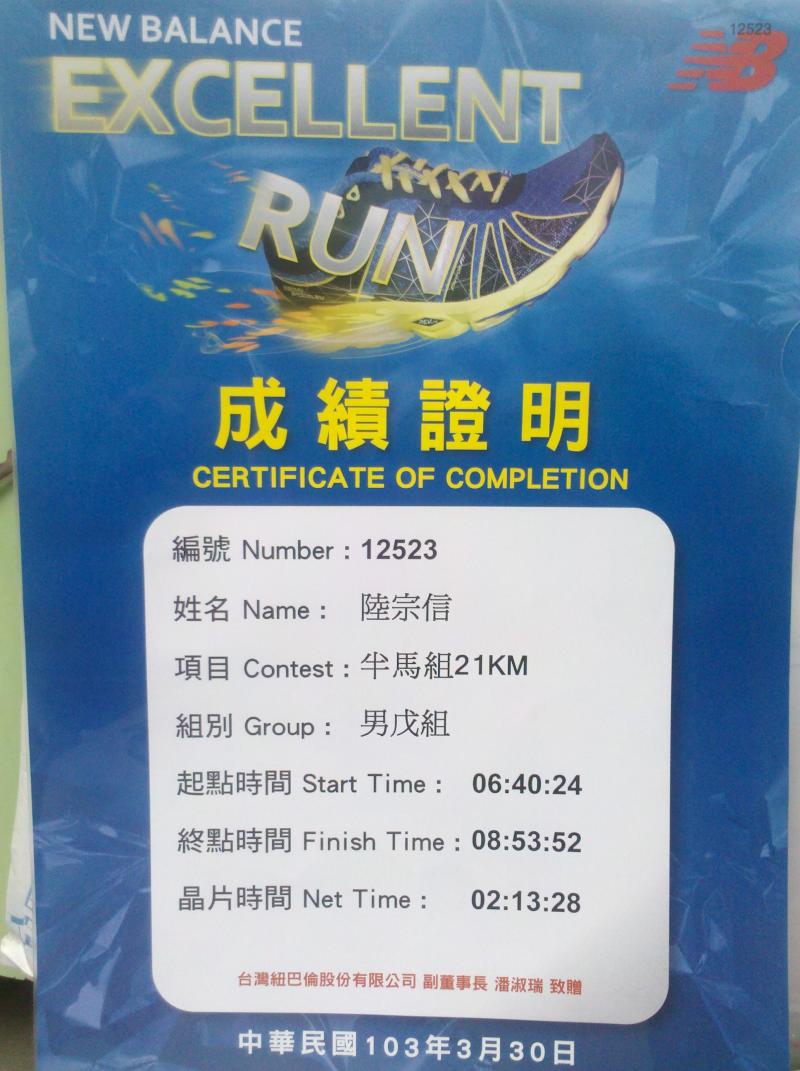 12523
NEW BALANCE
EXCELLENT
RUN
成績證明
CERTIFICATE OF COMPLETION
編號 Number : 12523
姓名 Name : 陸宗信
項目 Contest : 半馬組21KM
組別 Group : 男戊組
起點時間 Start Time : 06:40:24
終點時間 Finish Time : 08:53:52
晶片時間 Net Time : 02:13:28
台灣紐巴倫股份有限公司 副董事長 潘淑瑞 致贈
中華民國103年3月30日